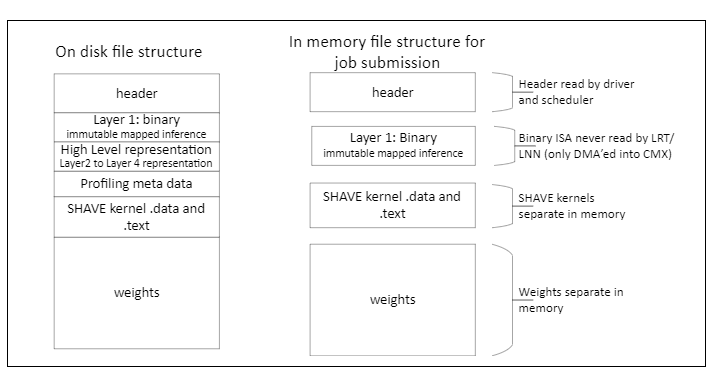 On disk file structure
header
Layer 1: binary
immutable mapped inference
High Level representation
Layer2 to Layer 4 representation
Profiling meta data
SHAVE kernel .data and
.text
weights
In memory file structure for
job submission
header
Layer 1: Binary
immutable mapped inference
SHAVE kernel .data and
.text
weights
Header read by driver
and scheduler
Binary ISA never read by LRT/
LNN (only DMA'ed into CMX)
SHAVE kernels
separate in memory
Weights separate in
memory